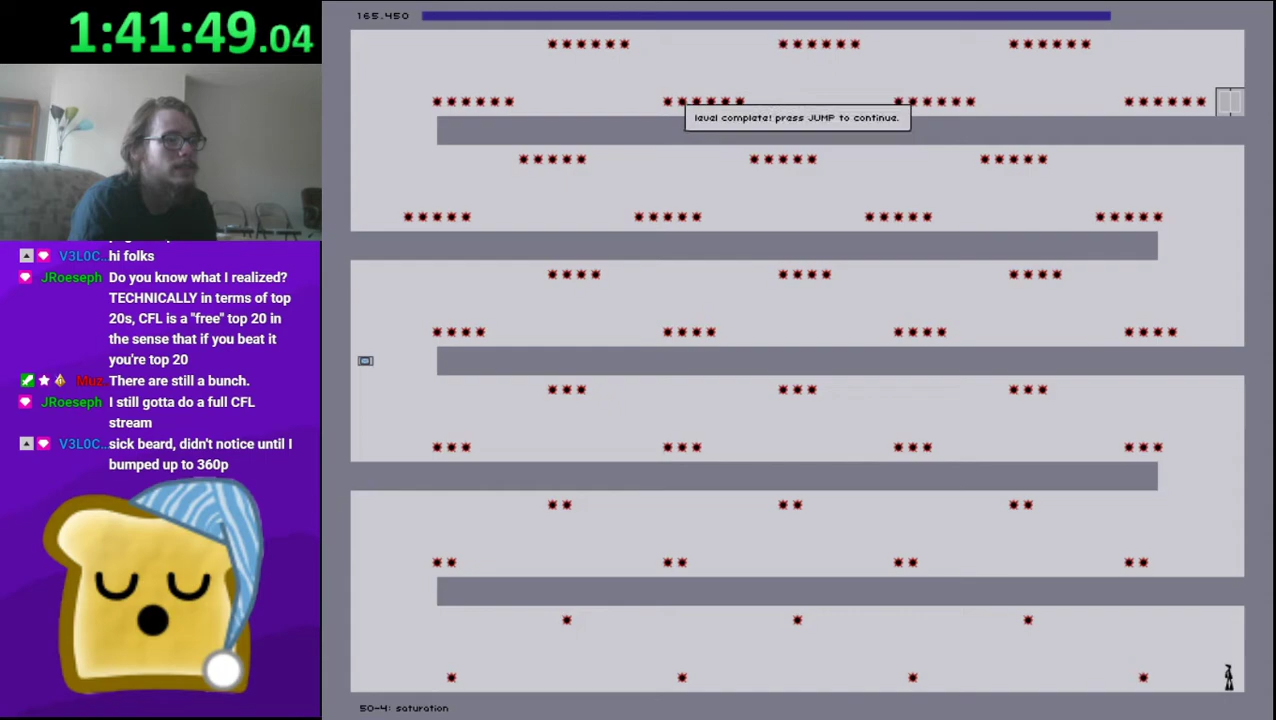 1:41:49.04
165.450
level complete! press JUMP to continue.
V3L0C.. hi folks
JRoeseph Do you know what I realized?
TECHNICALLY in terms of top
20s, CFL is a "free" top 20 in
the sense that if you beat it
you're top 20
Muz.. There are still a bunch.
JRoeseph I still gotta do a full CFL
stream
V3L0C.. sick beard, didn't notice until I
bumped up to 360p
50-4: saturation